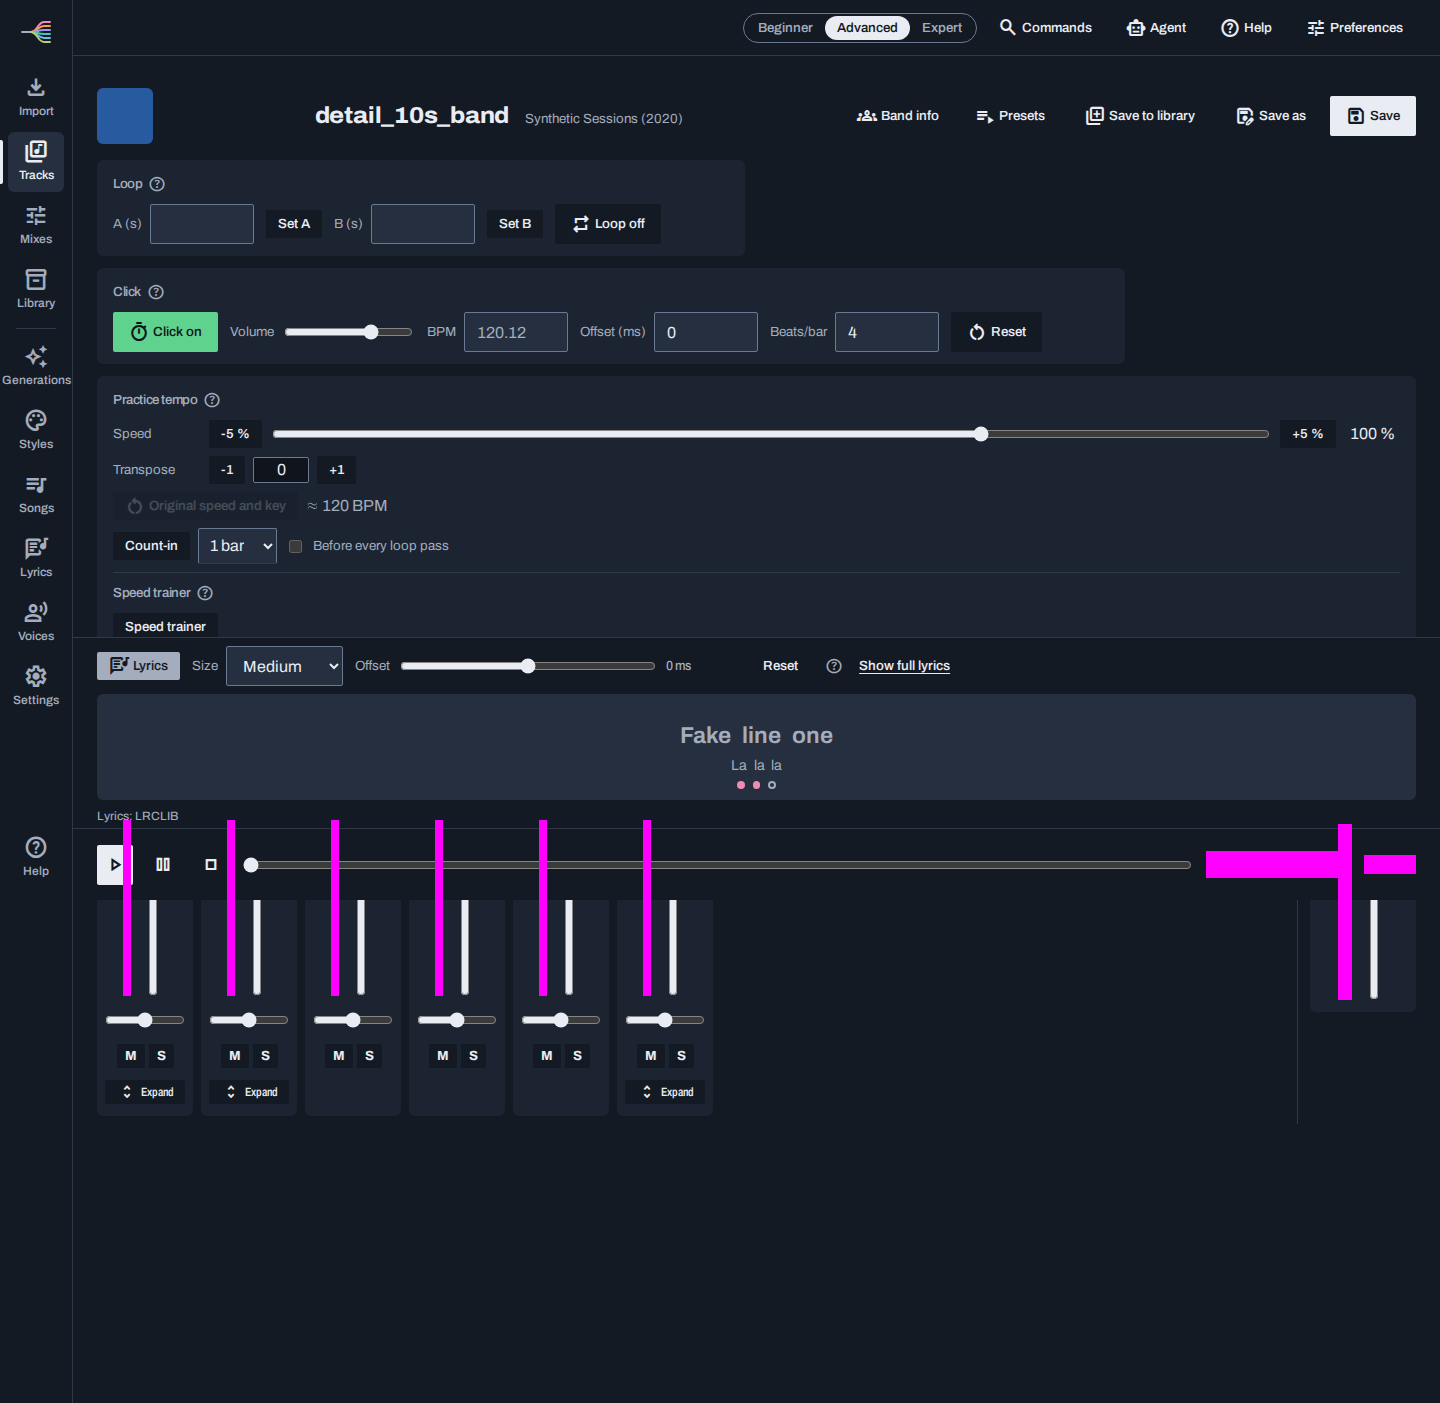 Beginner Advanced Expert Commands Agent Help Preferences
Import
Tracks
Mixes
Library
Generations
Styles
Songs
Lyrics
Voices
Settings
Help
detail_10s_band Synthetic Sessions (2020) Band info Presets Save to library Save as Save
Loop ?
A (s) Set A B (s) Set B Loop off
Click ?
Click on Volume BPM 120.12 Offset (ms) 0 Beats/bar 4 Reset
Practice tempo ?
Speed -5 % +5 % 100 %
Transpose -1 0 +1
Original speed and key ≈ 120 BPM
Count-in 1 bar Before every loop pass
Speed trainer ?
Speed trainer
Lyrics Size Medium Offset 0 ms Reset ? Show full lyrics
Fake line one
La la la
Lyrics: LRCLIB
M S M S M S M S M S M S
Expand Expand Expand